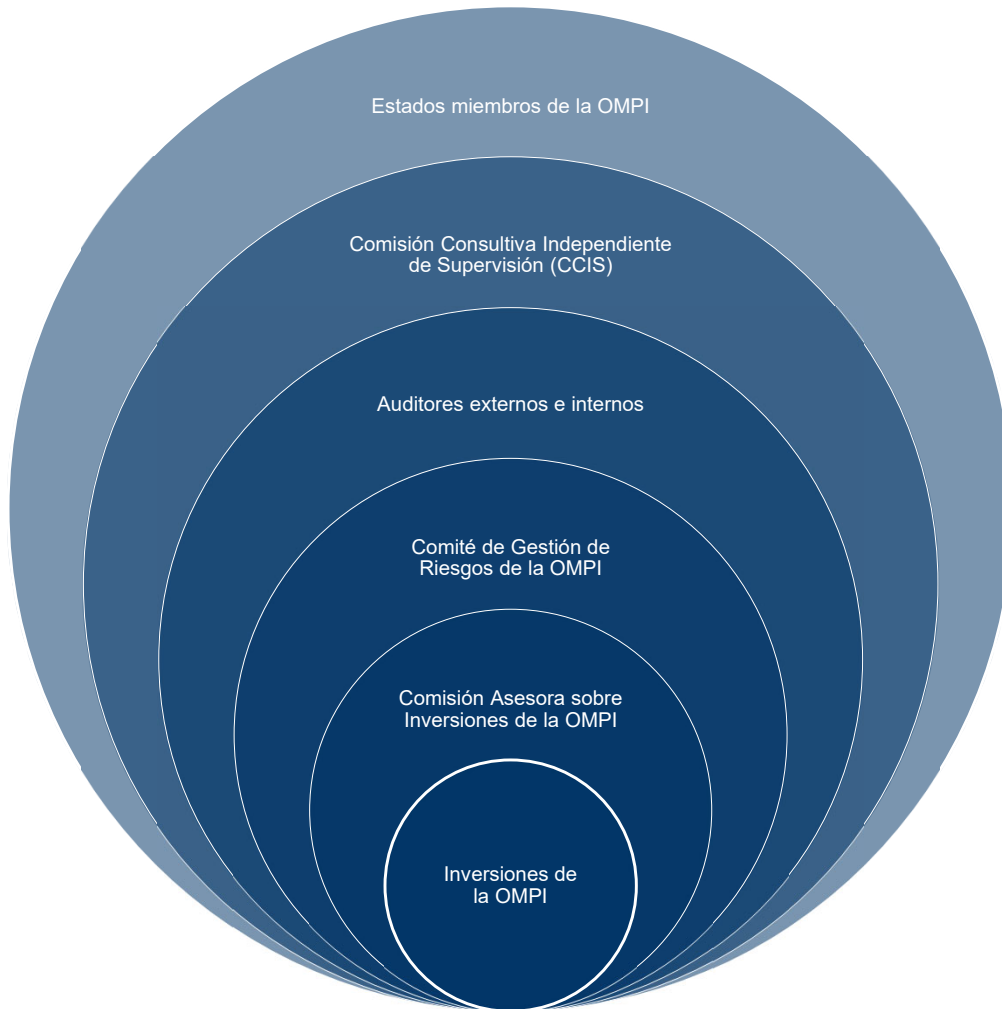 Estados miembros de la OMPI
Comisión Consultiva Independiente
de Supervisión (CCIS)
Auditores externos e internos
Comité de Gestión de
Riesgos de la OMPI
Comisión Asesora sobre
Inversiones de la OMPI
Inversiones de
la OMPI